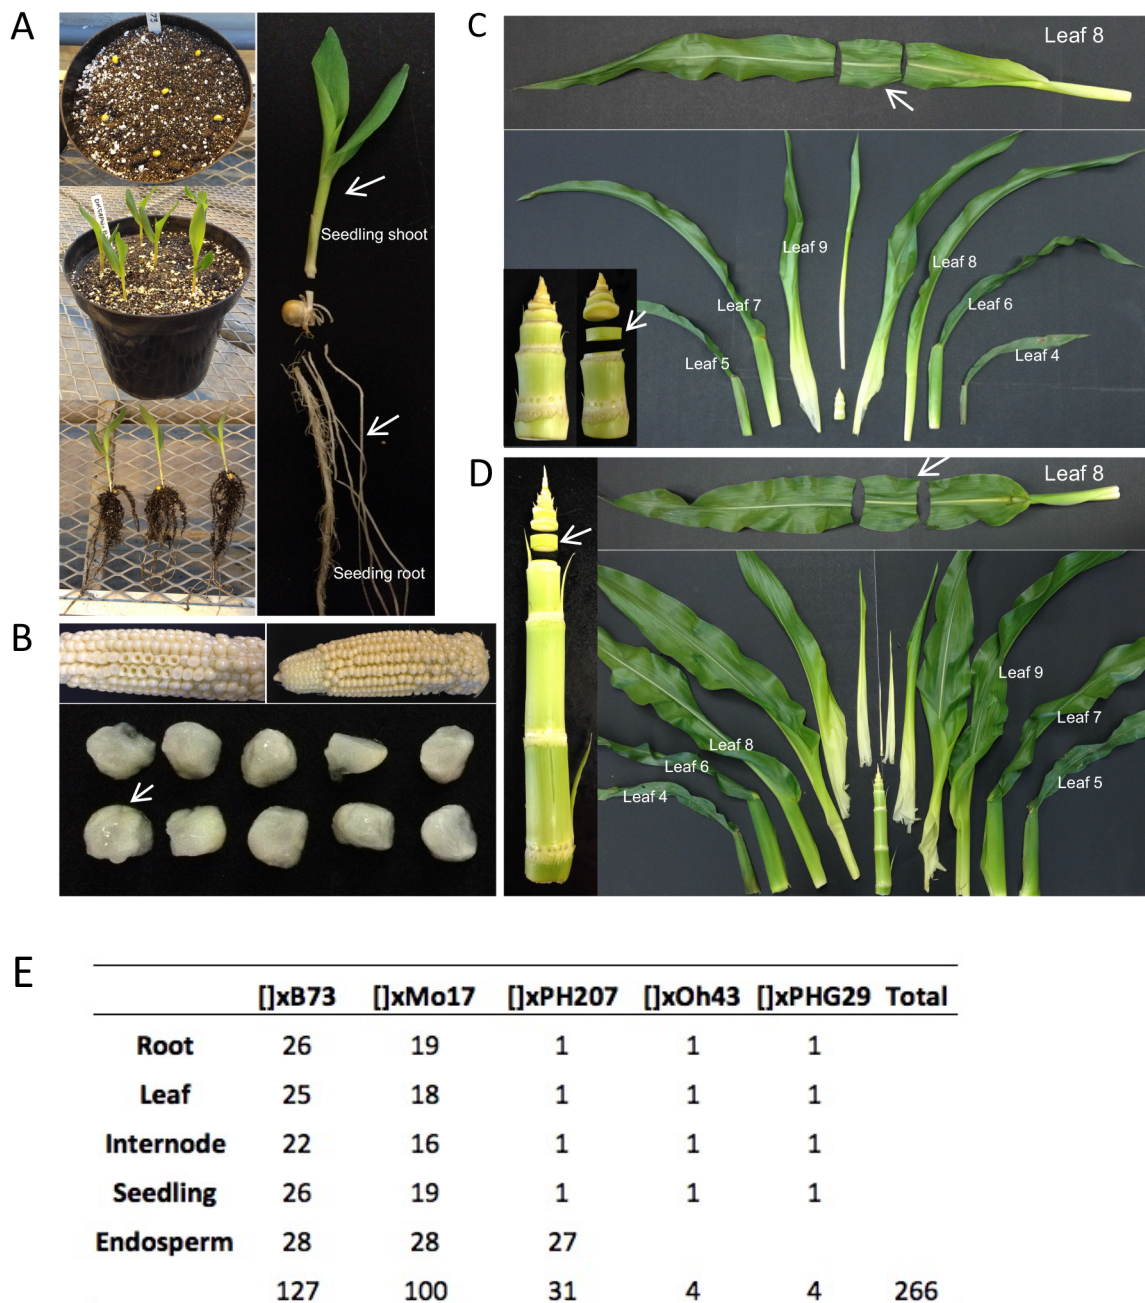 A
Seedling shoot
Seeding root
B
C
Leaf 8
Leaf 9
Leaf 8
Leaf 7
Leaf 6
Leaf 5
Leaf 4
D
Leaf 8
Leaf 9
Leaf 7
Leaf 8
Leaf 6
Leaf 5
Leaf 4
E
[]xB73 []xMo17 []xPH207 []xOh43 []xPHG29 Total
Root 26 19 1 1 1
Leaf 25 18 1 1 1
Internode 22 16 1 1 1
Seedling 26 19 1 1 1
Endosperm 28 28 27
127 100 31 4 4 266